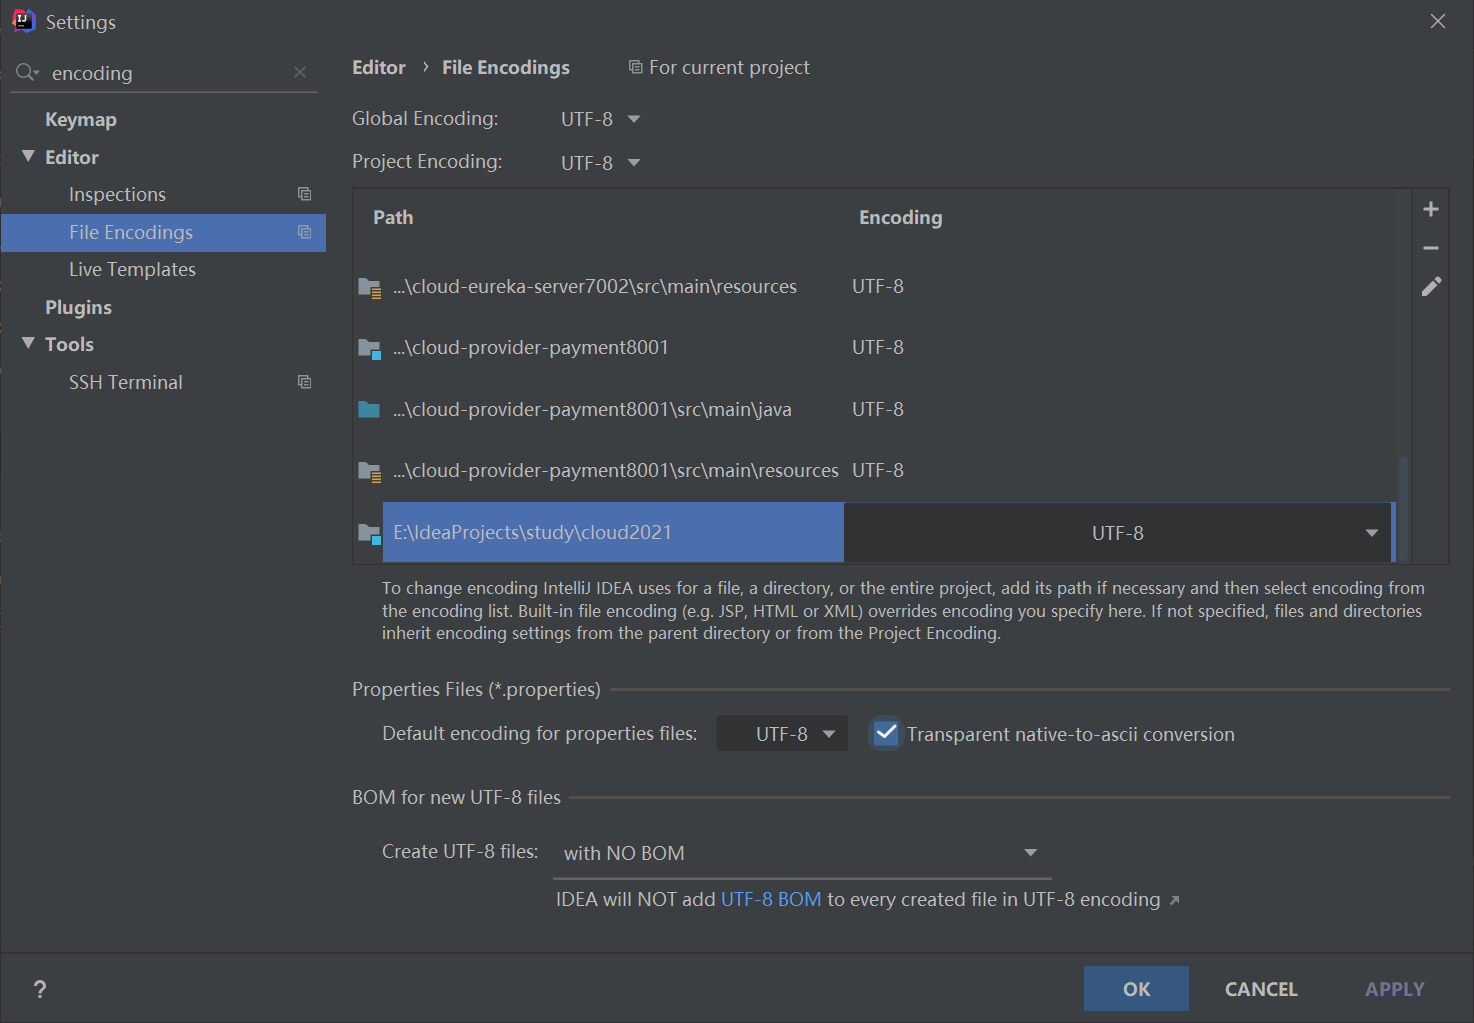 Settings
encoding
Keymap
Editor
Inspections
File Encodings
Live Templates
Plugins
Tools
SSH Terminal
Editor › File Encodings For current project
Global Encoding: UTF-8
Project Encoding: UTF-8
Path Encoding
...\cloud-eureka-server7002\src\main\resources UTF-8
...\cloud-provider-payment8001 UTF-8
...\cloud-provider-payment8001\src\main\java UTF-8
...\cloud-provider-payment8001\src\main\resources UTF-8
E:\IdeaProjects\study\cloud2021 UTF-8
To change encoding IntelliJ IDEA uses for a file, a directory, or the entire project, add its path if necessary and then select encoding from
the encoding list. Built-in file encoding (e.g. JSP, HTML or XML) overrides encoding you specify here. If not specified, files and directories
inherit encoding settings from the parent directory or from the Project Encoding.
Properties Files (*.properties)
Default encoding for properties files: UTF-8 Transparent native-to-ascii conversion
BOM for new UTF-8 files
Create UTF-8 files: with NO BOM
IDEA will NOT add UTF-8 BOM to every created file in UTF-8 encoding ↗
? OK CANCEL APPLY